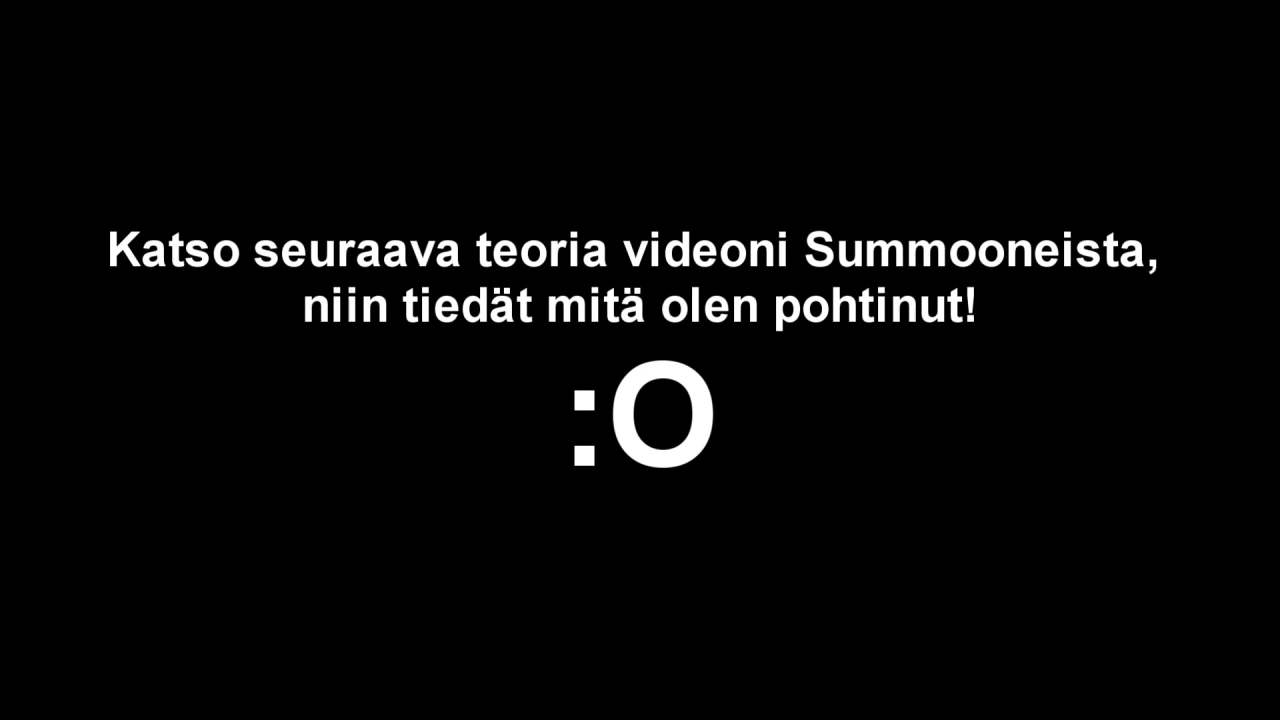 Katso seuraava teoria videoni Summooneista,
niin tiedät mitä olen pohtinut!
:O